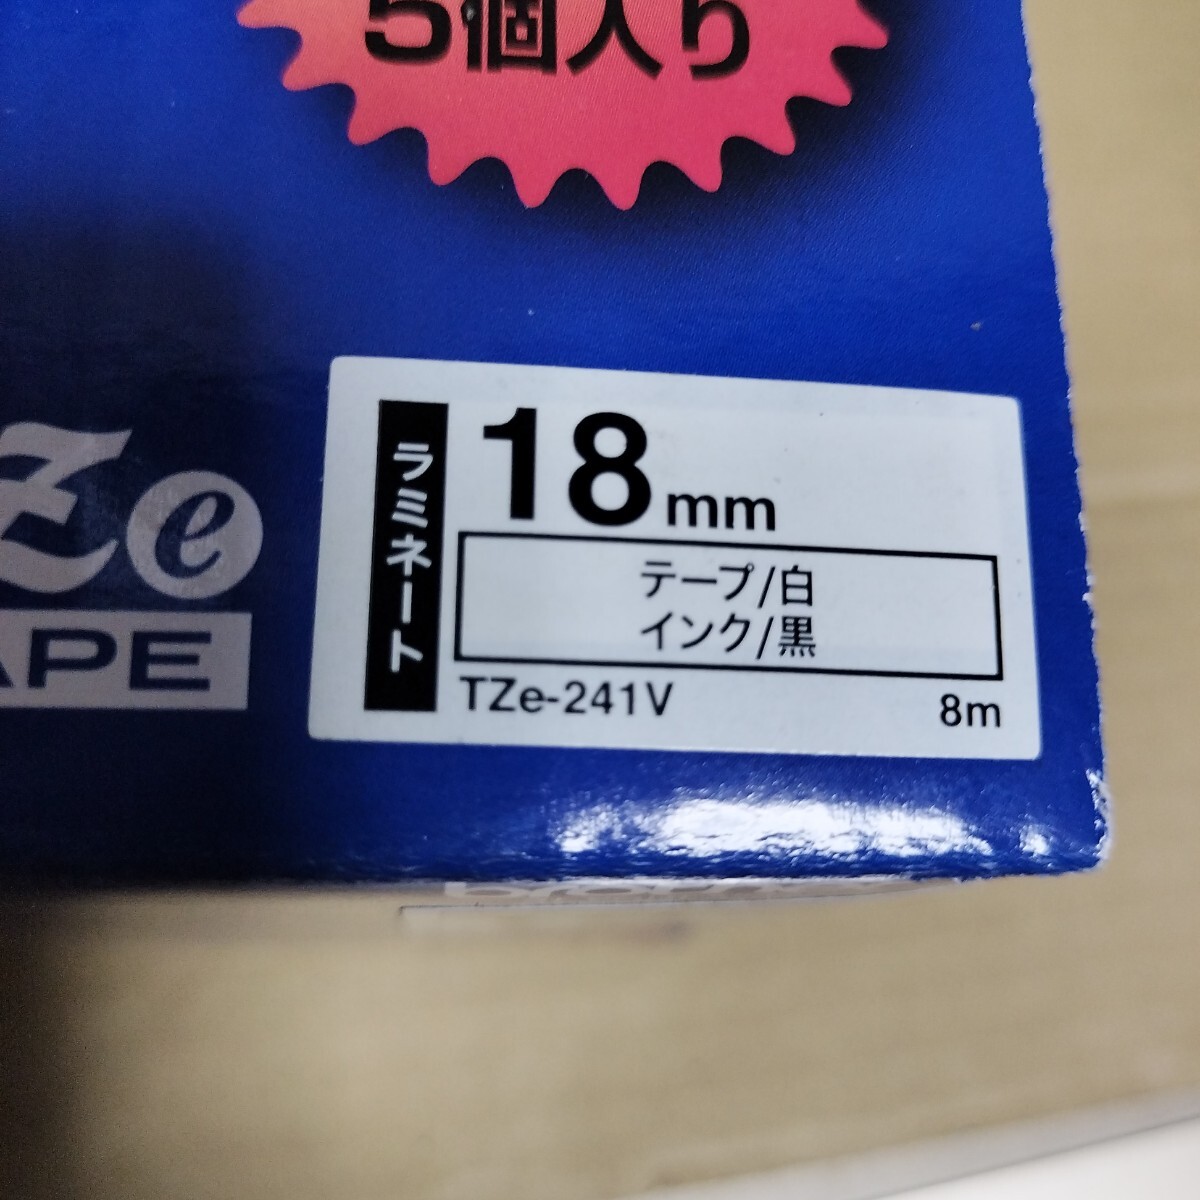 5個入り
Ze
APE
ラミネート
18mm
テープ/白
インク/黒
TZe-241V
8m